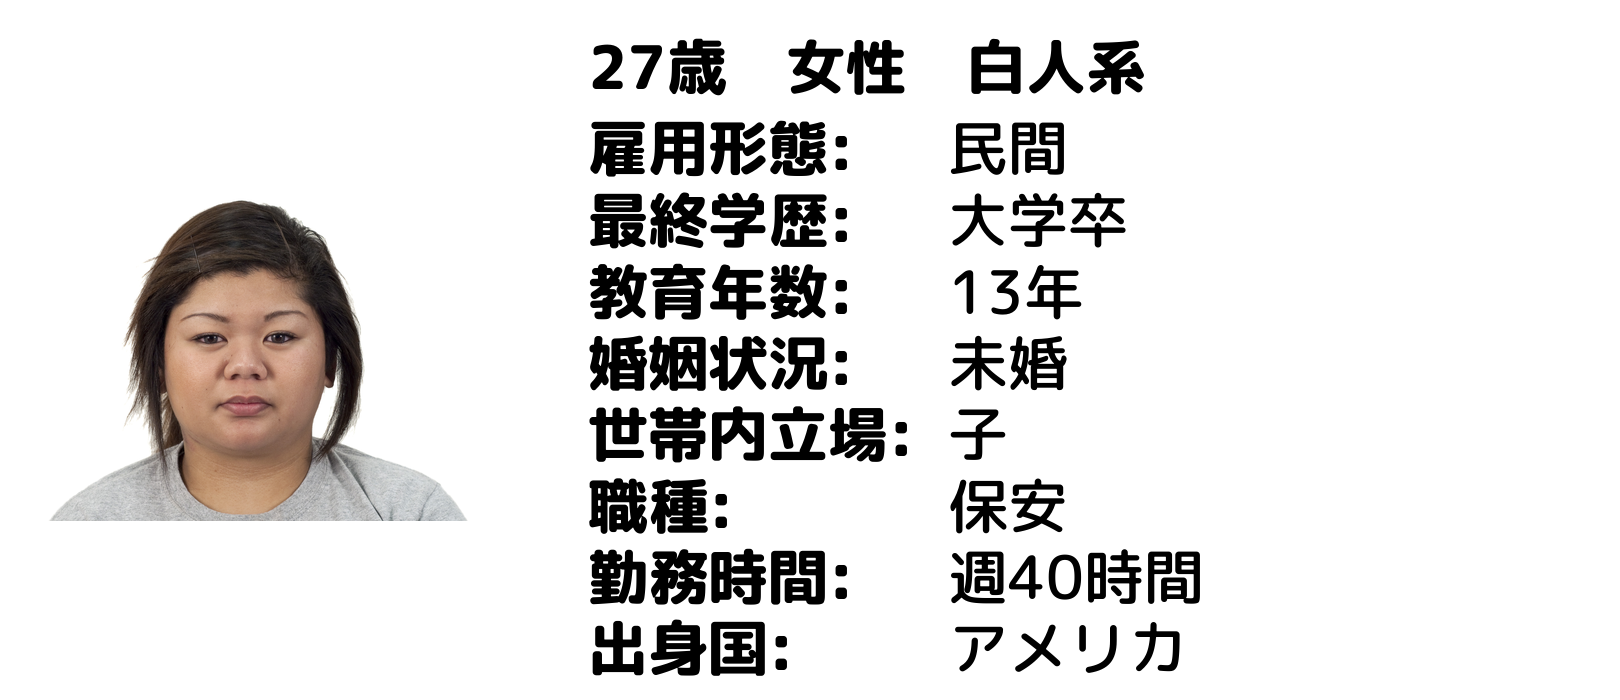 27歳　女性　白人系
雇用形態:　民間
最終学歴:　大学卒
教育年数:　13年
婚姻状況:　未婚
世帯内立場:　子
職種:　保安
勤務時間:　週40時間
出身国:　アメリカ